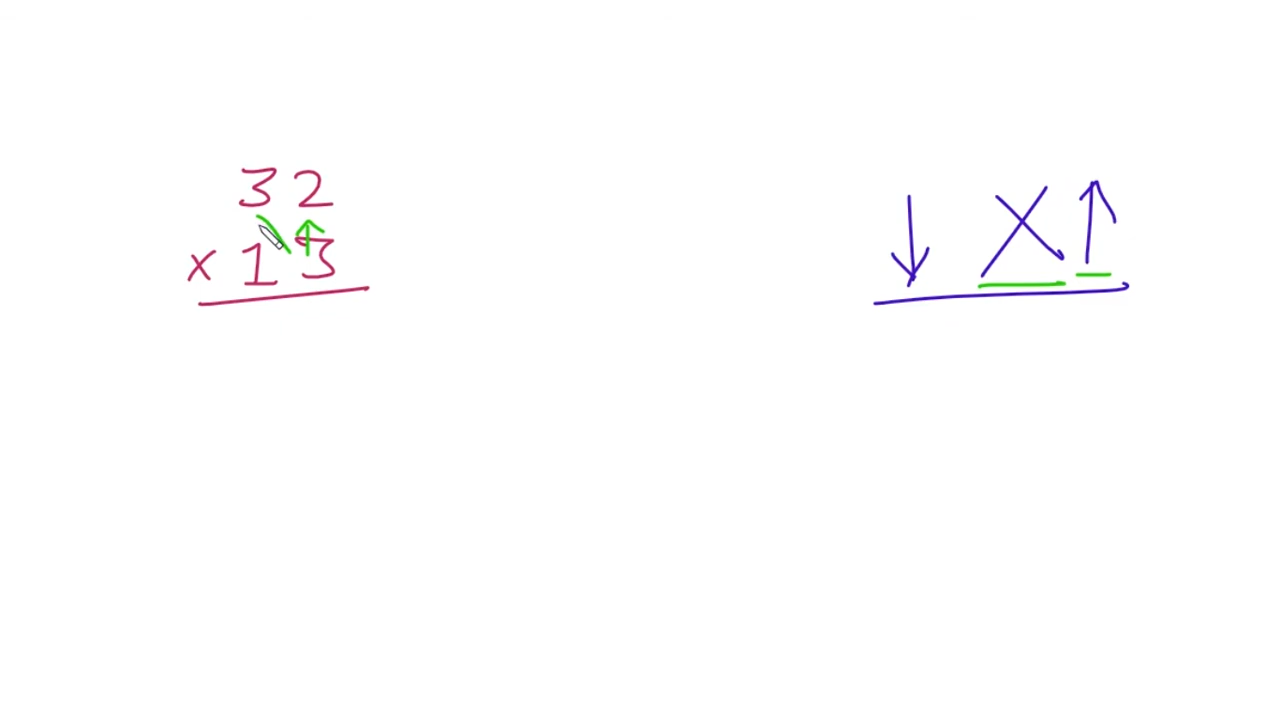 32
x 13
↓ X ↑